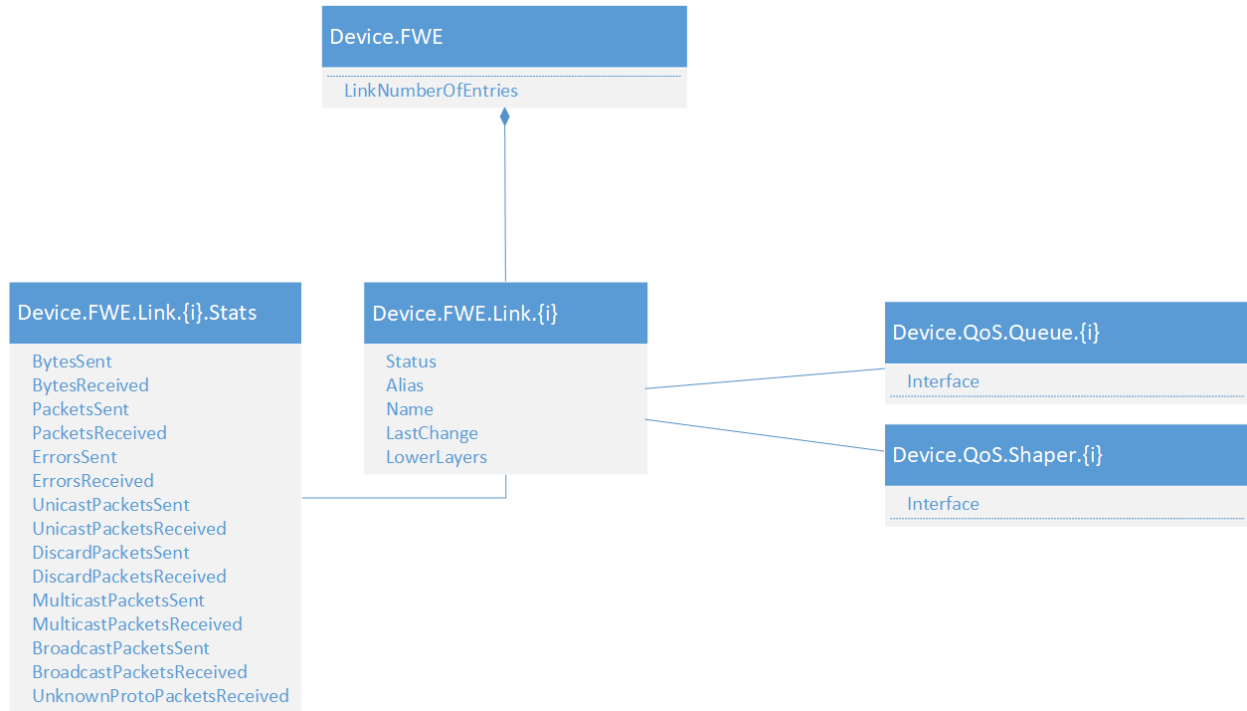 Device.FWE
LinkNumberOfEntries
Device.FWE.Link.{i}.Stats
BytesSent
BytesReceived
PacketsSent
PacketsReceived
ErrorsSent
ErrorsReceived
UnicastPacketsSent
UnicastPacketsReceived
DiscardPacketsSent
DiscardPacketsReceived
MulticastPacketsSent
MulticastPacketsReceived
BroadcastPacketsSent
BroadcastPacketsReceived
UnknownProtoPacketsReceived
Device.FWE.Link.{i}
Status
Alias
Name
LastChange
LowerLayers
Device.QoS.Queue.{i}
Interface
Device.QoS.Shaper.{i}
Interface